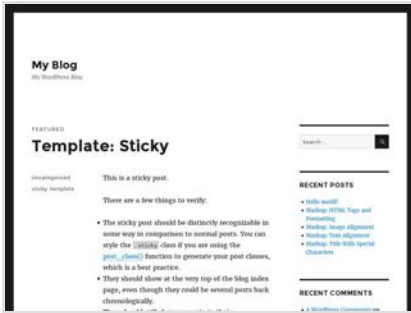 My Blog
My WordPress Blog
FEATURED
Template: Sticky
Uncategorized
sticky, template
This is a sticky post.
There are a few things to verify:
The sticky post should be distinctly recognizable in
some way in comparison to normal posts. You can
style the .sticky class if you are using the
post_class() function to generate your post classes,
which is a best practice.
They should show at the very top of the blog index
page, even though they could be several posts back
chronologically.
Search …
RECENT POSTS
Hello world!
Markup: HTML Tags and
Formatting
Markup: Image Alignment
Markup: Text Alignment
Markup: Title With Special
Characters
RECENT COMMENTS
A WordPress Commenter on